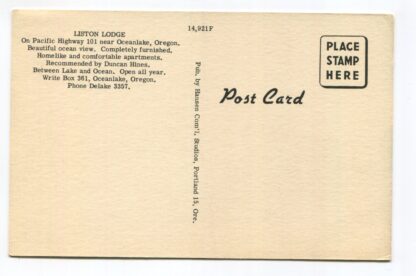 LISTON LODGE
On Pacific Highway 101 near Oceanlake, Oregon.
Beautiful ocean view. Completely furnished.
Homelike and comfortable apartments.
Recommended by Duncan Hines.
Between Lake and Ocean. Open all year.
Write Box 361, Oceanlake, Oregon.
Phone Delake 3357.
14,921F
Pub. by Hansen Com'l. Studios, Portland 15, Ore.
Post Card
PLACE
STAMP
HERE